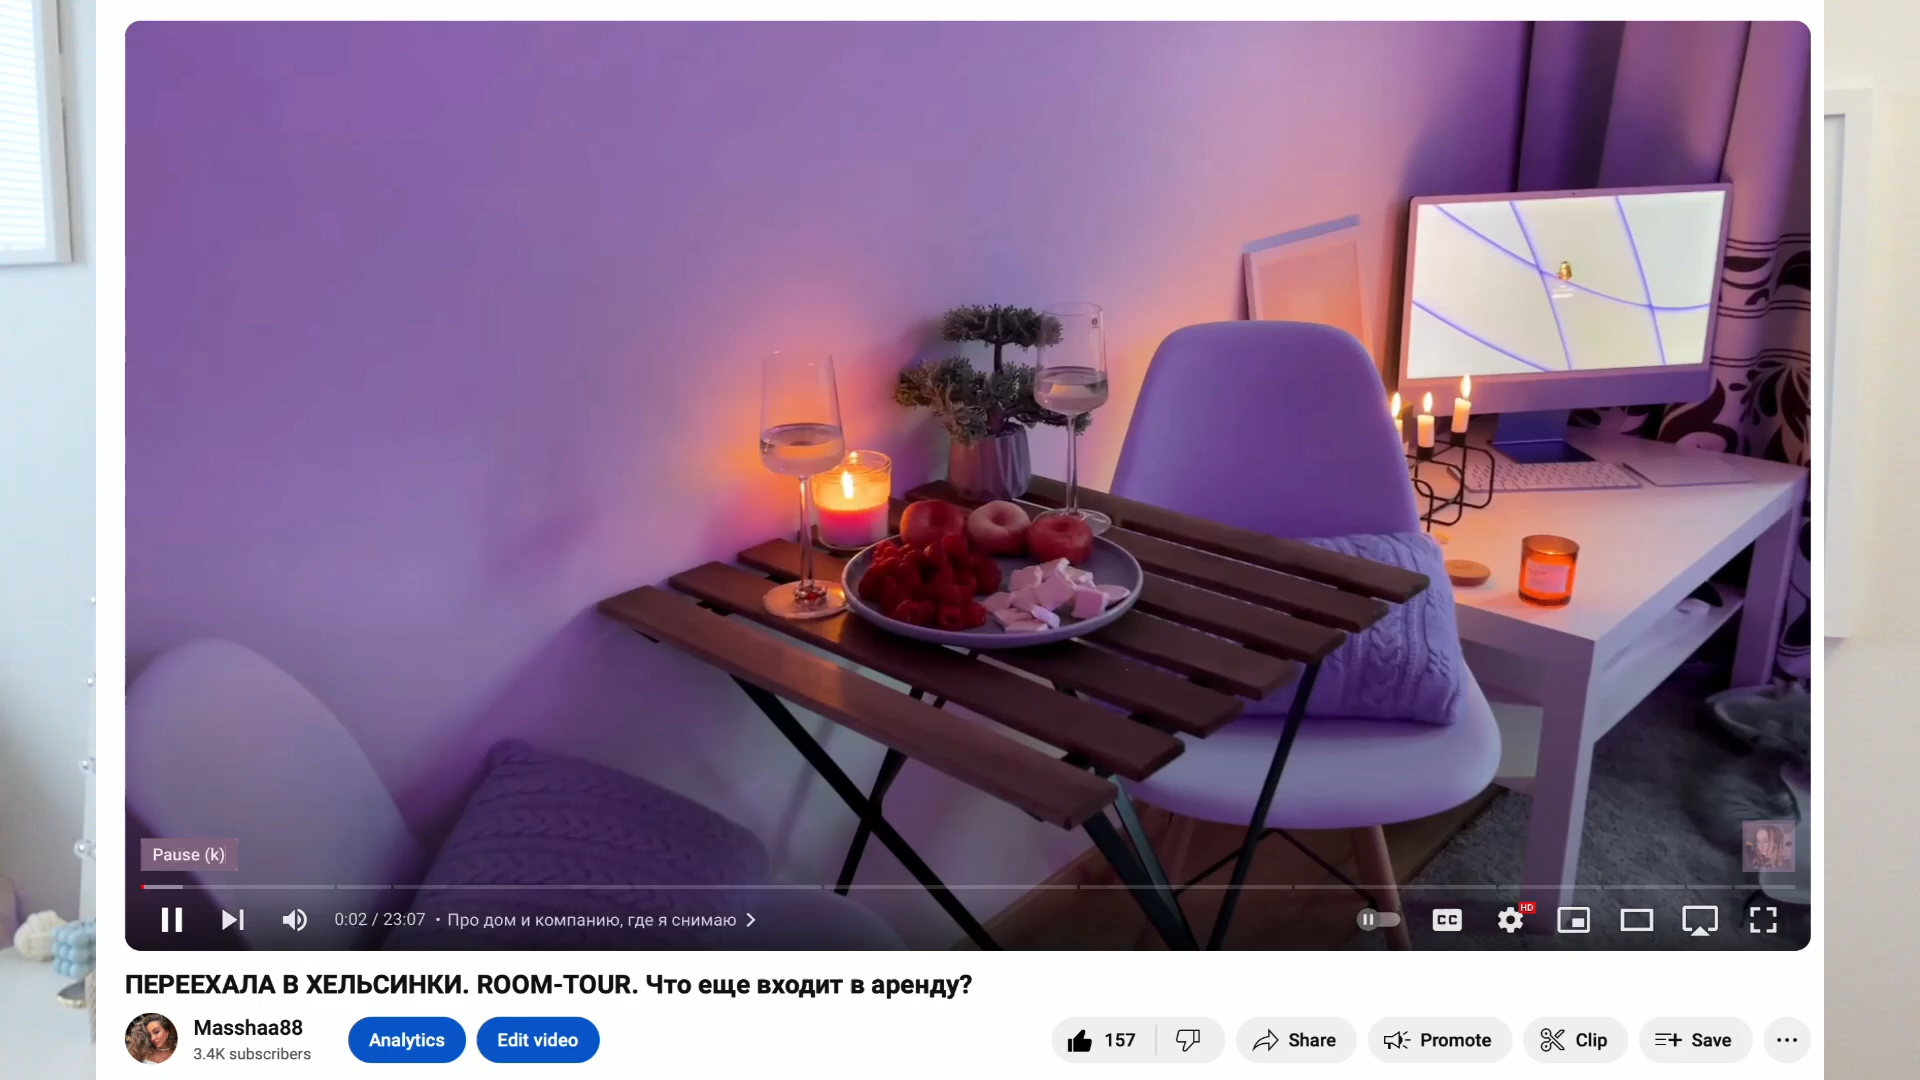 Pause (k)
0:02 / 23:07 • Про дом и компанию, где я снимаю
CC
HD
ПЕРЕЕХАЛА В ХЕЛЬСИНКИ. ROOM-TOUR. Что еще входит в аренду?
Masshaa88
3.4K subscribers
Analytics
Edit video
157
Share
Promote
Clip
Save